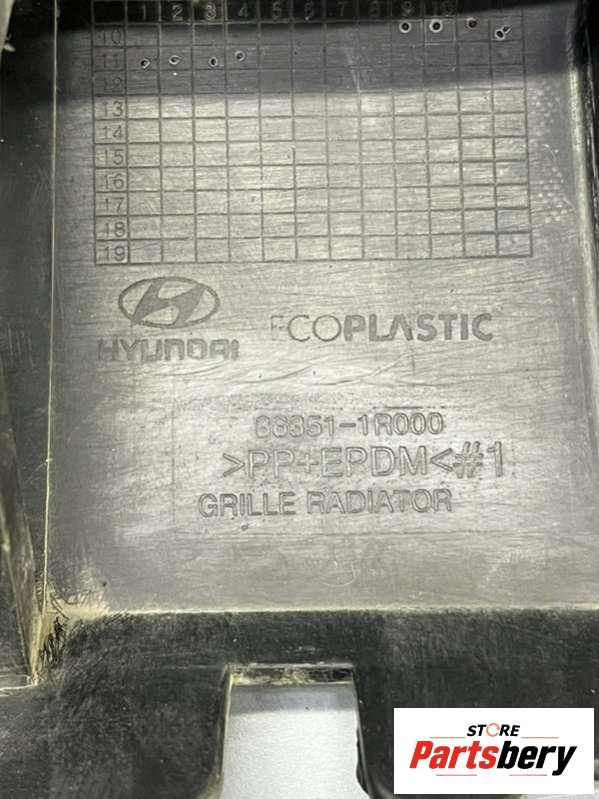 1 2 3 4 5 6 7 8 9 10
10
11
12
13
14
15
16
17
18
19
HYUNDAI ECOPLASTIC
86351-1R000
>PP+EPDM<#1
GRILLE RADIATOR
STORE
Partsbery